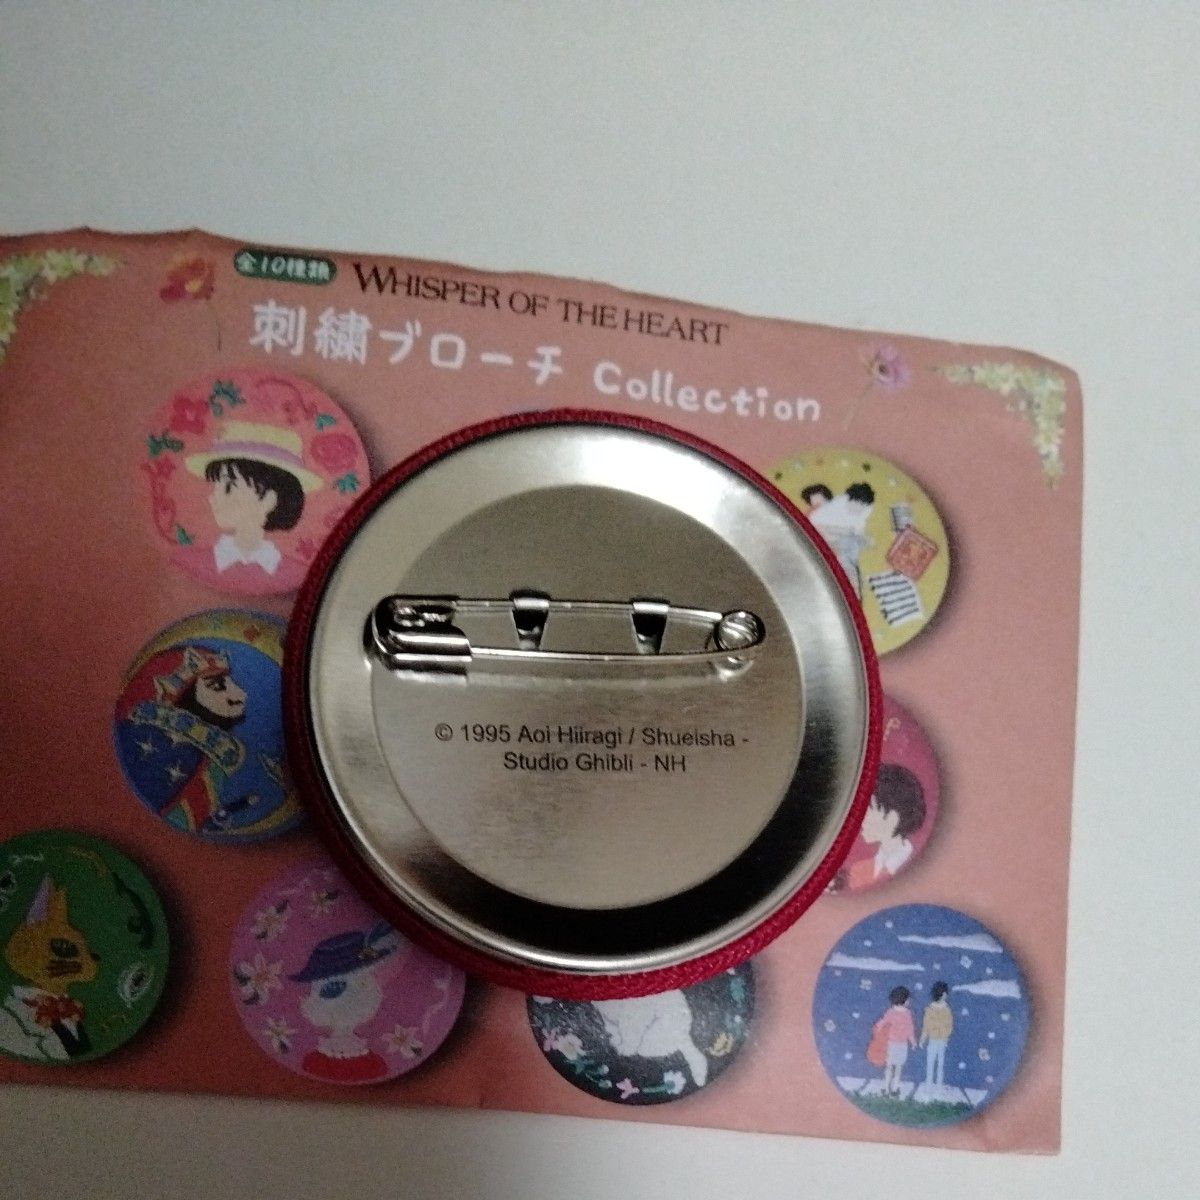 全10種類
WHISPER OF THE HEART
刺繍ブローチ Collection
© 1995 Aoi Hiiragi / Shueisha -
Studio Ghibli - NH